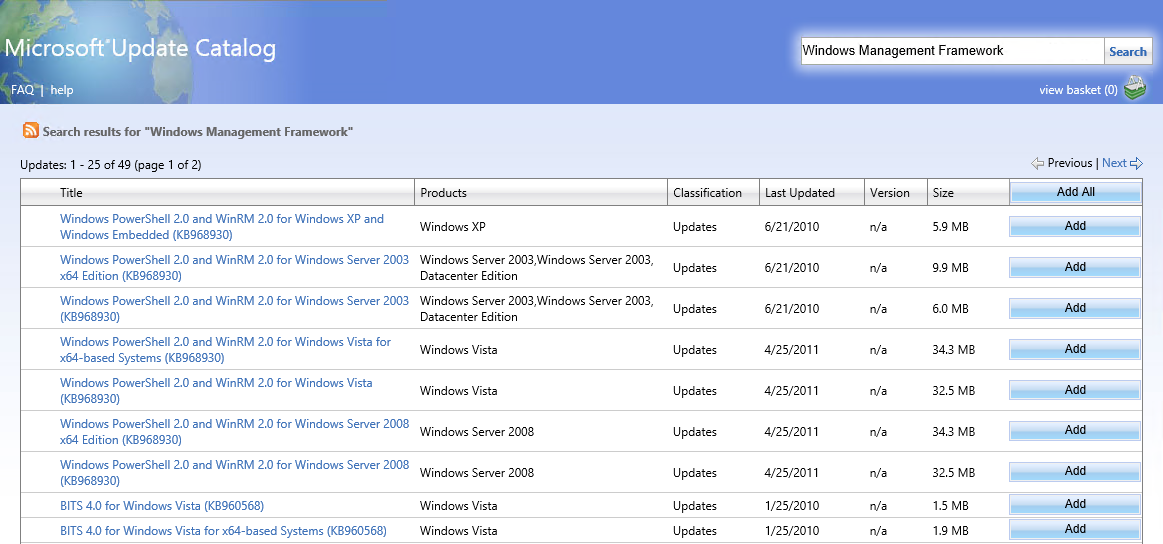 Microsoft® Update Catalog
Windows Management Framework Search
FAQ | help
view basket (0)
Search results for "Windows Management Framework"
Updates: 1 - 25 of 49 (page 1 of 2)
Previous | Next
Title Products Classification Last Updated Version Size Add All
Windows PowerShell 2.0 and WinRM 2.0 for Windows XP and
Windows Embedded (KB968930)
Windows XP Updates 6/21/2010 n/a 5.9 MB Add
Windows PowerShell 2.0 and WinRM 2.0 for Windows Server 2003
x64 Edition (KB968930)
Windows Server 2003,Windows Server 2003,
Datacenter Edition
Updates 6/21/2010 n/a 9.9 MB Add
Windows PowerShell 2.0 and WinRM 2.0 for Windows Server 2003
(KB968930)
Windows Server 2003,Windows Server 2003,
Datacenter Edition
Updates 6/21/2010 n/a 6.0 MB Add
Windows PowerShell 2.0 and WinRM 2.0 for Windows Vista for
x64-based Systems (KB968930)
Windows Vista Updates 4/25/2011 n/a 34.3 MB Add
Windows PowerShell 2.0 and WinRM 2.0 for Windows Vista
(KB968930)
Windows Vista Updates 4/25/2011 n/a 32.5 MB Add
Windows PowerShell 2.0 and WinRM 2.0 for Windows Server 2008
x64 Edition (KB968930)
Windows Server 2008 Updates 4/25/2011 n/a 34.3 MB Add
Windows PowerShell 2.0 and WinRM 2.0 for Windows Server 2008
(KB968930)
Windows Server 2008 Updates 4/25/2011 n/a 32.5 MB Add
BITS 4.0 for Windows Vista (KB960568) Windows Vista Updates 1/25/2010 n/a 1.5 MB Add
BITS 4.0 for Windows Vista for x64-based Systems (KB960568) Windows Vista Updates 1/25/2010 n/a 1.9 MB Add